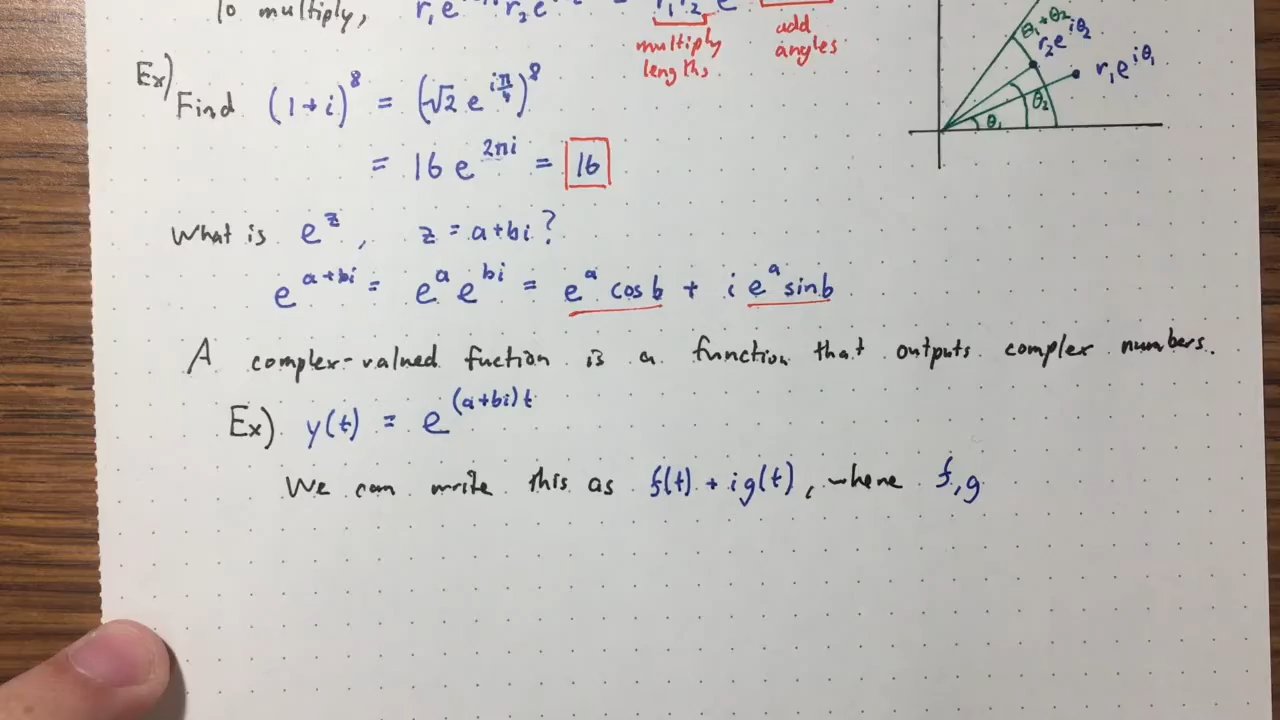 To multiply, r₁e r₂e = r₁r₂ e
multiply lengths
add angles
θ₁+θ₂
r₂e^{iθ₂}
r₁e^{iθ₁}
θ₂
θ₁
Ex)
Find (1+i)⁸ = (√2 e^{iπ/4})⁸
= 16 e^{2πi} = 16
What is e^z, z = a+bi?
e^{a+bi} = e^a e^{bi} = e^a cos b + i e^a sin b
A complex-valued fuction is a function that outputs complex numbers.
Ex) y(t) = e^{(a+bi)t}
We can write this as f(t) + ig(t), where f,g